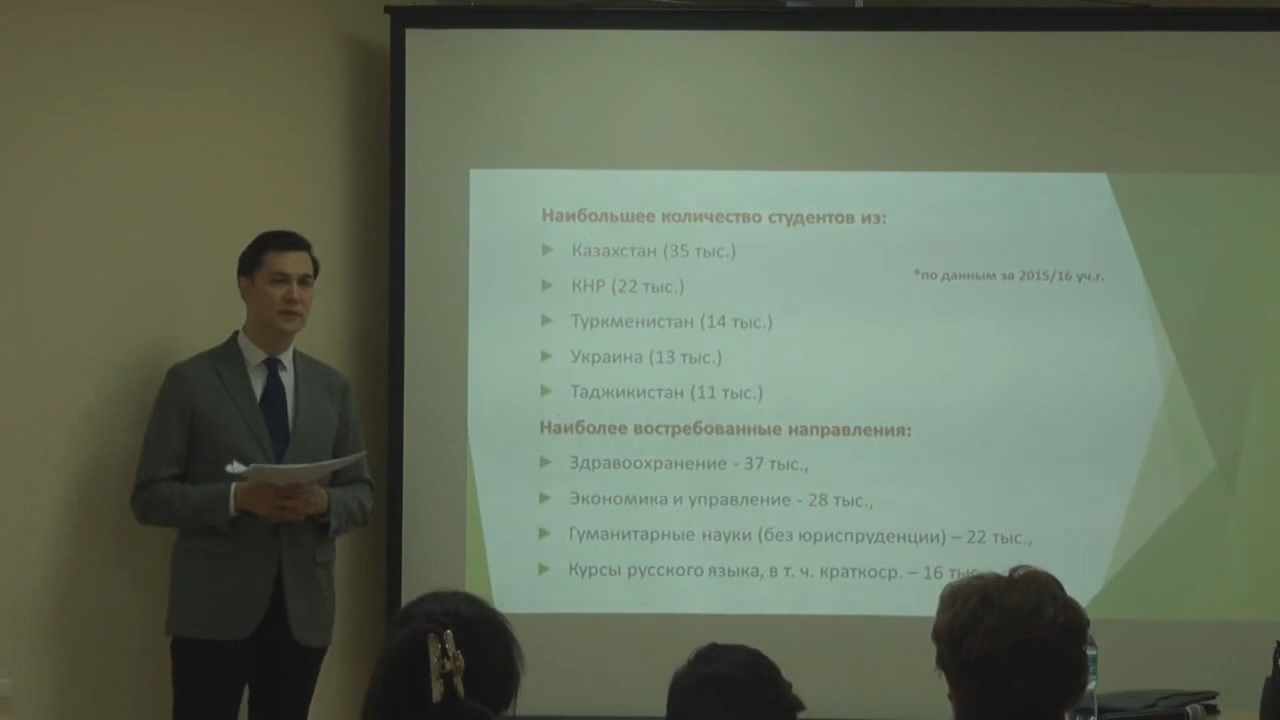 Наибольшее количество студентов из:
Казахстан (35 тыс.)
*по данным за 2015/16 уч.г.
КНР (22 тыс.)
Туркменистан (14 тыс.)
Украина (13 тыс.)
Таджикистан (11 тыс.)
Наиболее востребованные направления:
Здравоохранение - 37 тыс.,
Экономика и управление - 28 тыс.,
Гуманитарные науки (без юриспруденции) – 22 тыс.,
Курсы русского языка, в т. ч. краткоср. – 16